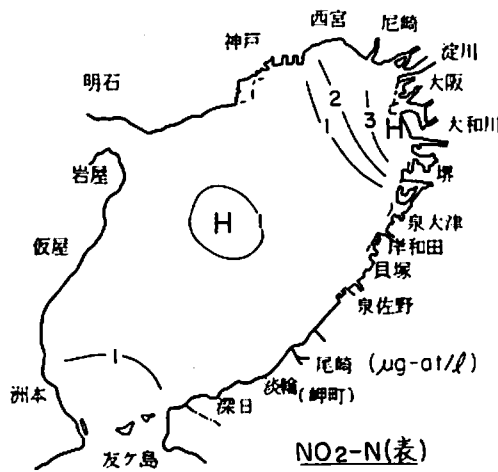 西宮
尼崎
淀川
神戸
大阪
明石
大和川
1
2
1
3
H
堺
岩屋
H
1
泉大津
岸和田
仮屋
貝塚
泉佐野
1
尾崎 (μg-at/l)
淡輪
(岬町)
洲本
深日
友ヶ島
NO2-N(表)